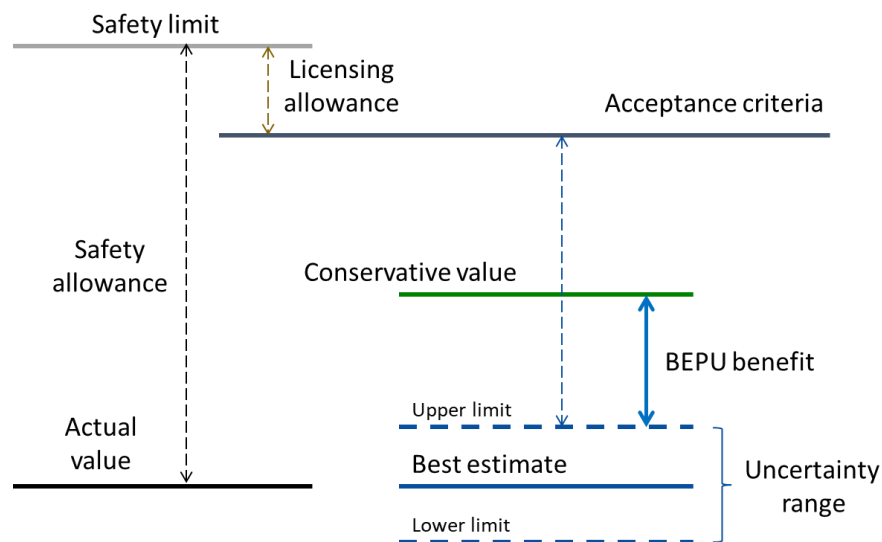 Safety limit
Licensing
allowance
Acceptance criteria
Safety
allowance
Conservative value
BEPU benefit
Upper limit
Actual
value
Best estimate
Uncertainty
range
Lower limit